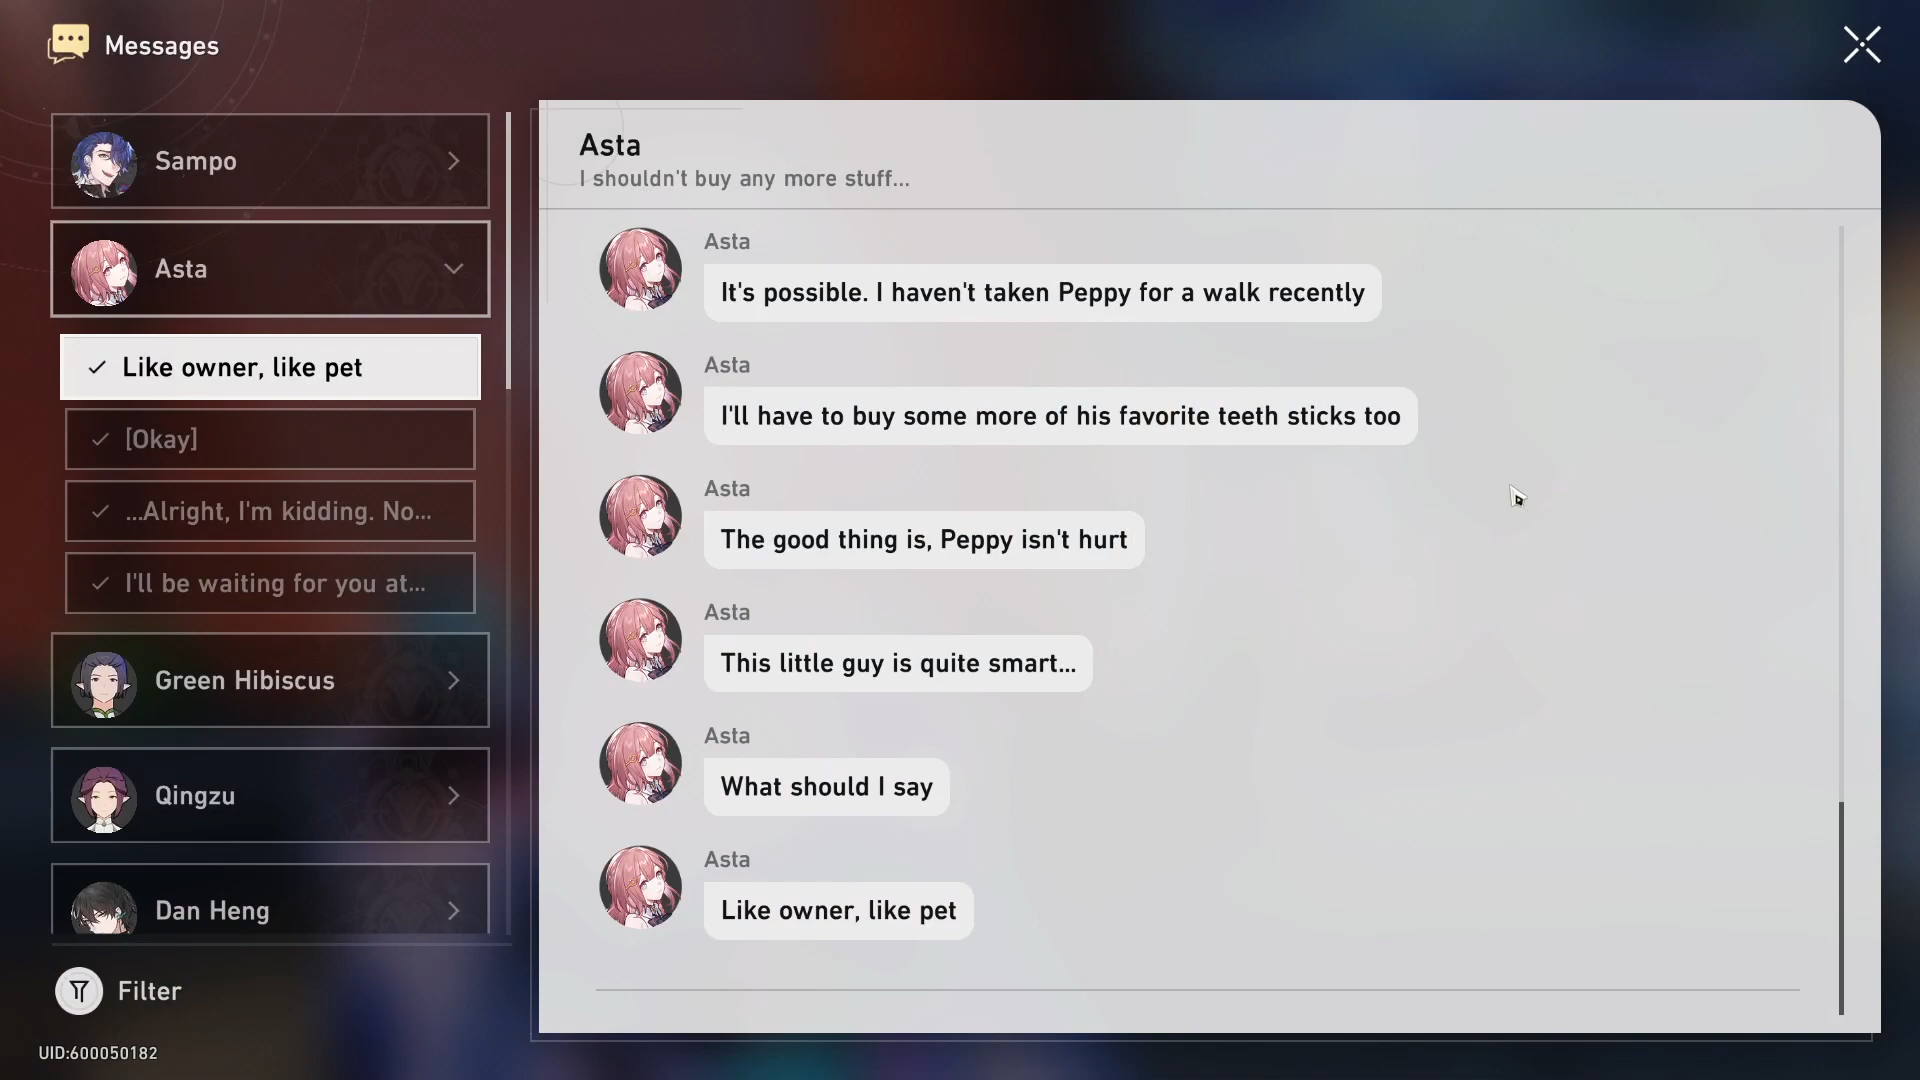 Messages
Sampo
Asta
Like owner, like pet
[Okay]
...Alright, I'm kidding. No...
I'll be waiting for you at...
Green Hibiscus
Qingzu
Dan Heng
Filter
UID:600050182
Asta
I shouldn't buy any more stuff...
Asta
It's possible. I haven't taken Peppy for a walk recently
Asta
I'll have to buy some more of his favorite teeth sticks too
Asta
The good thing is, Peppy isn't hurt
Asta
This little guy is quite smart...
Asta
What should I say
Asta
Like owner, like pet